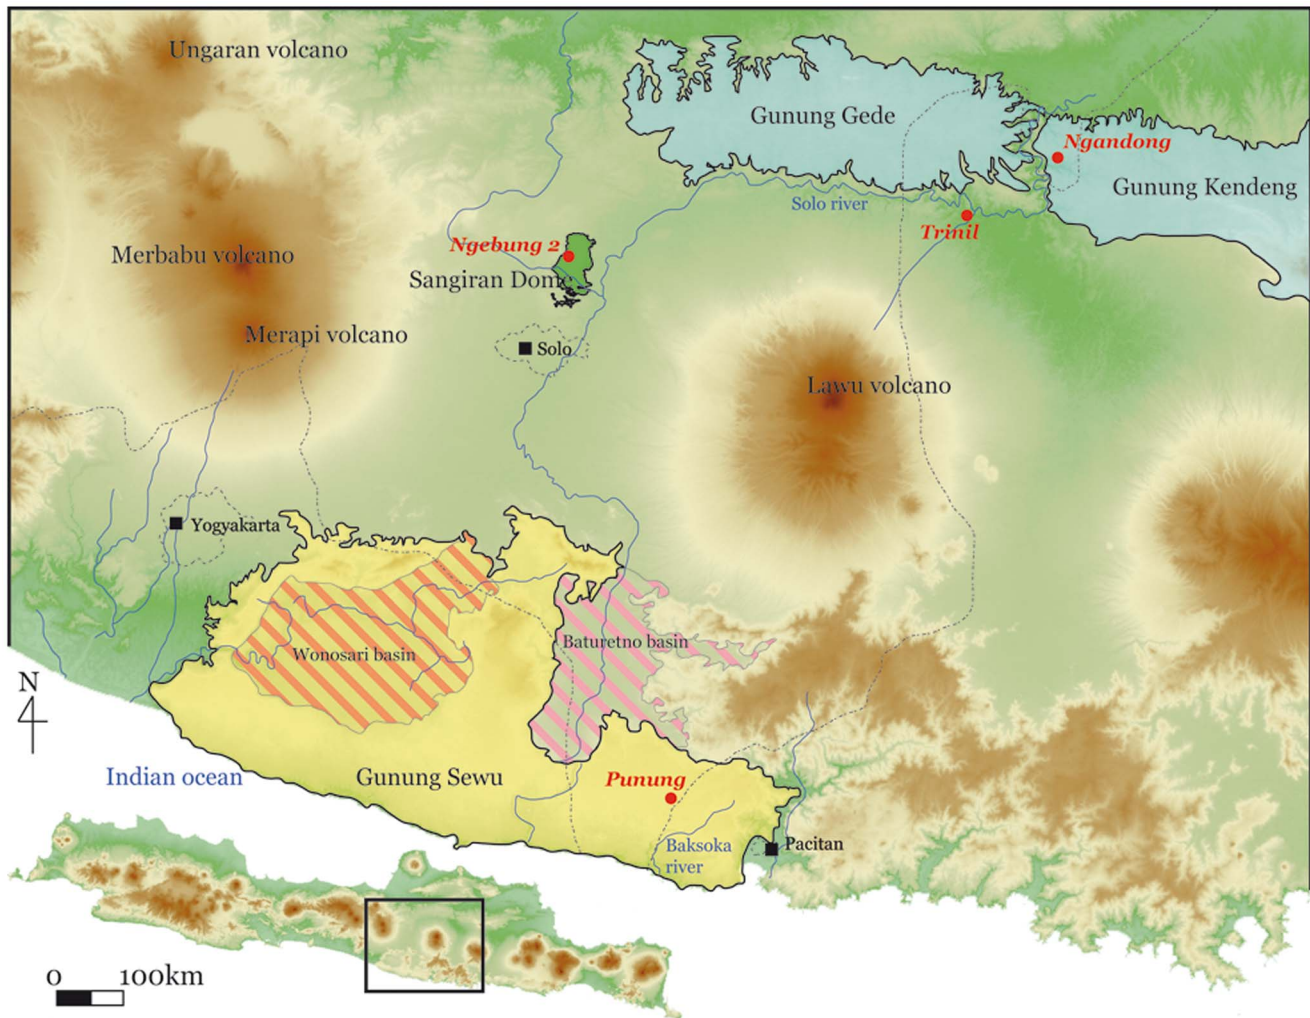 Ungaran volcano
Gunung Gede
Ngandong
Gunung Kendeng
Solo river
Trinil
Ngebung 2
Merbabu volcano
Sangiran Dome
Merapi volcano
Solo
Lawu volcano
Yogyakarta
Wonosari basin
Baturetno basin
N
Indian ocean
Gunung Sewu
Punung
Baksoka
river
Pacitan
0 100km